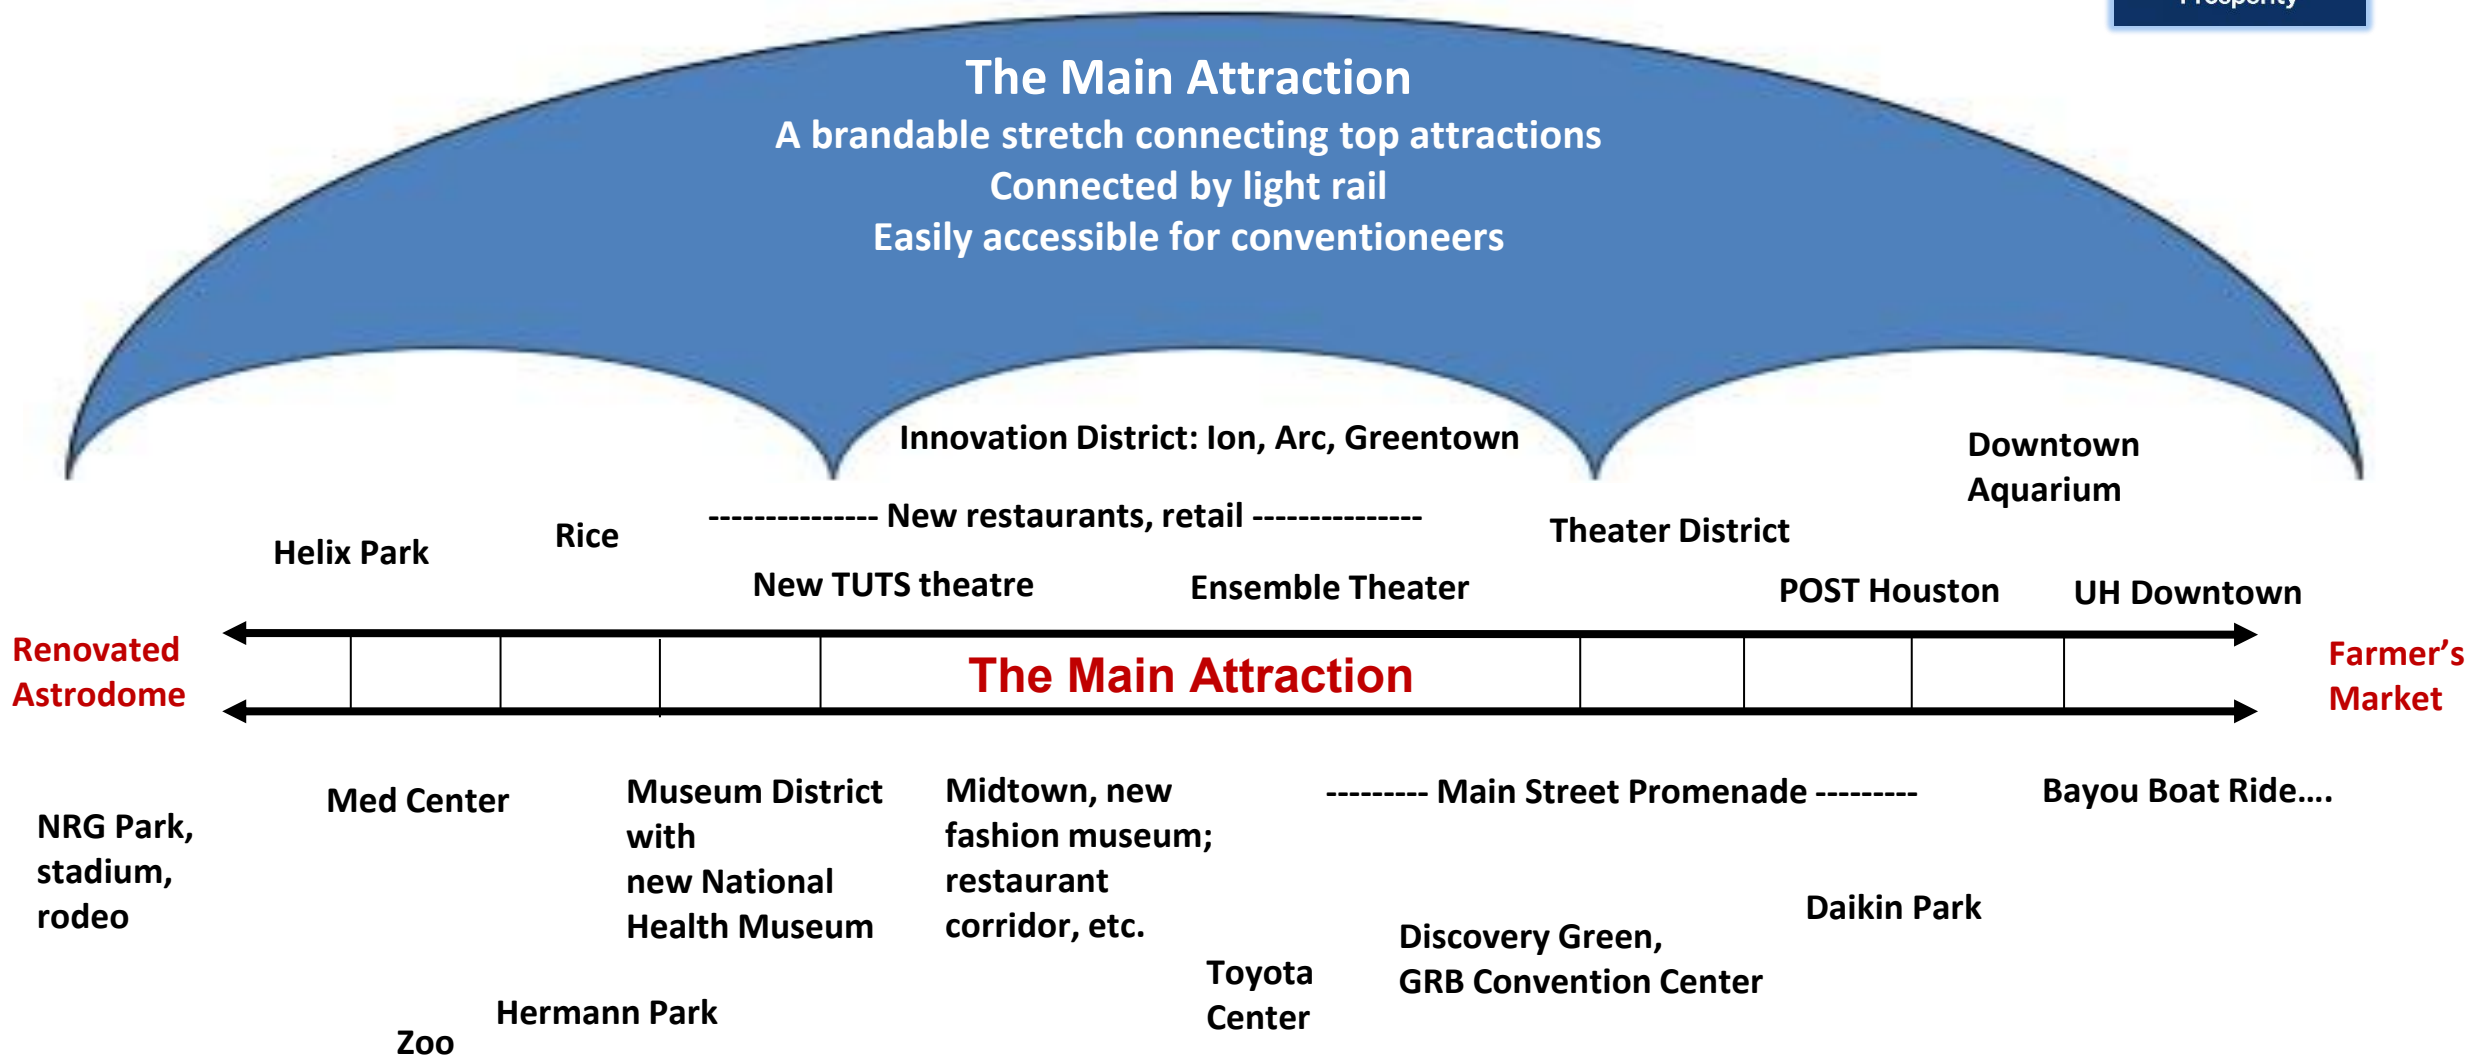 Prosperity
The Main Attraction
A brandable stretch connecting top attractions
Connected by light rail
Easily accessible for conventioneers
Innovation District: Ion, Arc, Greentown
Downtown
Aquarium
--------------- New restaurants, retail ---------------
Theater District
Rice
Helix Park
New TUTS theatre
Ensemble Theater
POST Houston
UH Downtown
Renovated
Astrodome
The Main Attraction
Farmer’s
Market
NRG Park,
stadium,
rodeo
Med Center
Museum District
with
new National
Health Museum
Midtown, new
fashion museum;
restaurant
corridor, etc.
--------- Main Street Promenade ---------
Bayou Boat Ride....
Daikin Park
Discovery Green,
GRB Convention Center
Toyota
Center
Hermann Park
Zoo